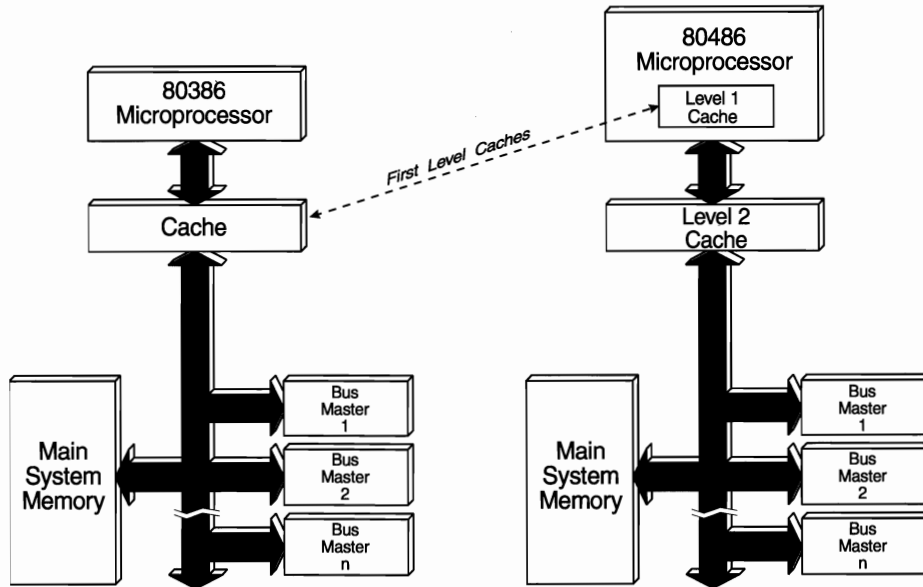 80386
Microprocessor
Cache
First Level Caches
80486
Microprocessor
Level 1
Cache
Level 2
Cache
Main
System
Memory
Bus
Master
1
Bus
Master
2
Bus
Master
n
Main
System
Memory
Bus
Master
1
Bus
Master
2
Bus
Master
n